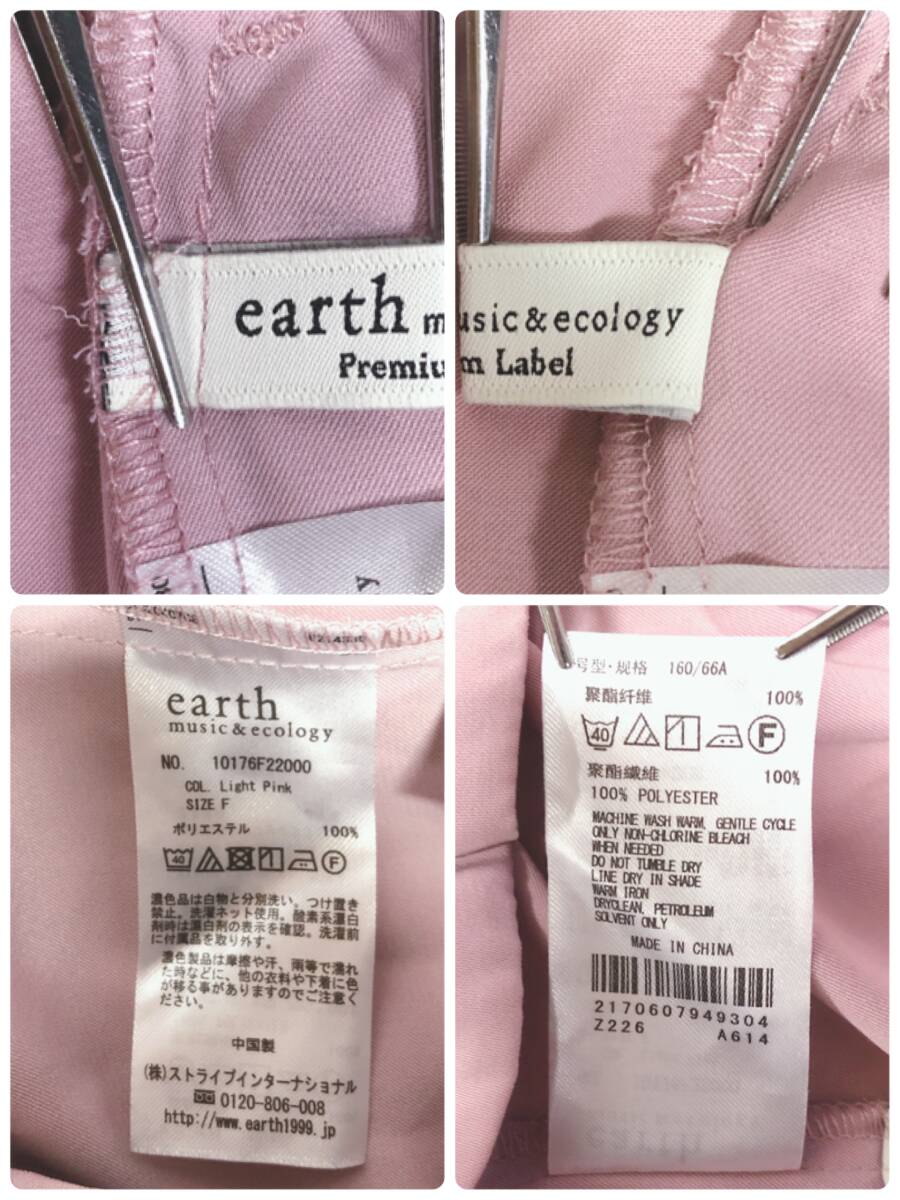 earth m
Premiu
usic&ecology
m Label
earth
music&ecology
NO. 10176F22000
COL. Light Pink
SIZE F
ポリエステル 100%
40 F
濃色品は白物と分別洗い。つけ置き
禁止。洗濯ネット使用。酸素系漂白
剤時は漂白剤の表示を確認。洗濯前
に付属品を取り外す。
濃色製品は摩擦や汗、雨等で濡れ
た時などに、他の衣料や下着に色
が移る事がありますのでご注意く
ださい。
中国製
(株)ストライプインターナショナル
0120-806-008
http://www.earth1999.jp
号型·规格 160/66A
聚酯纤维 100%
40 F
聚酯纖維 100%
100% POLYESTER
MACHINE WASH WARM, GENTLE CYCLE
ONLY NON-CHLORINE BLEACH
WHEN NEEDED
DO NOT TUMBLE DRY
LINE DRY IN SHADE
WARM IRON
DRYCLEAN, PETROLEUM
SOLVENT ONLY
MADE IN CHINA
2170607949304
Z226 A614